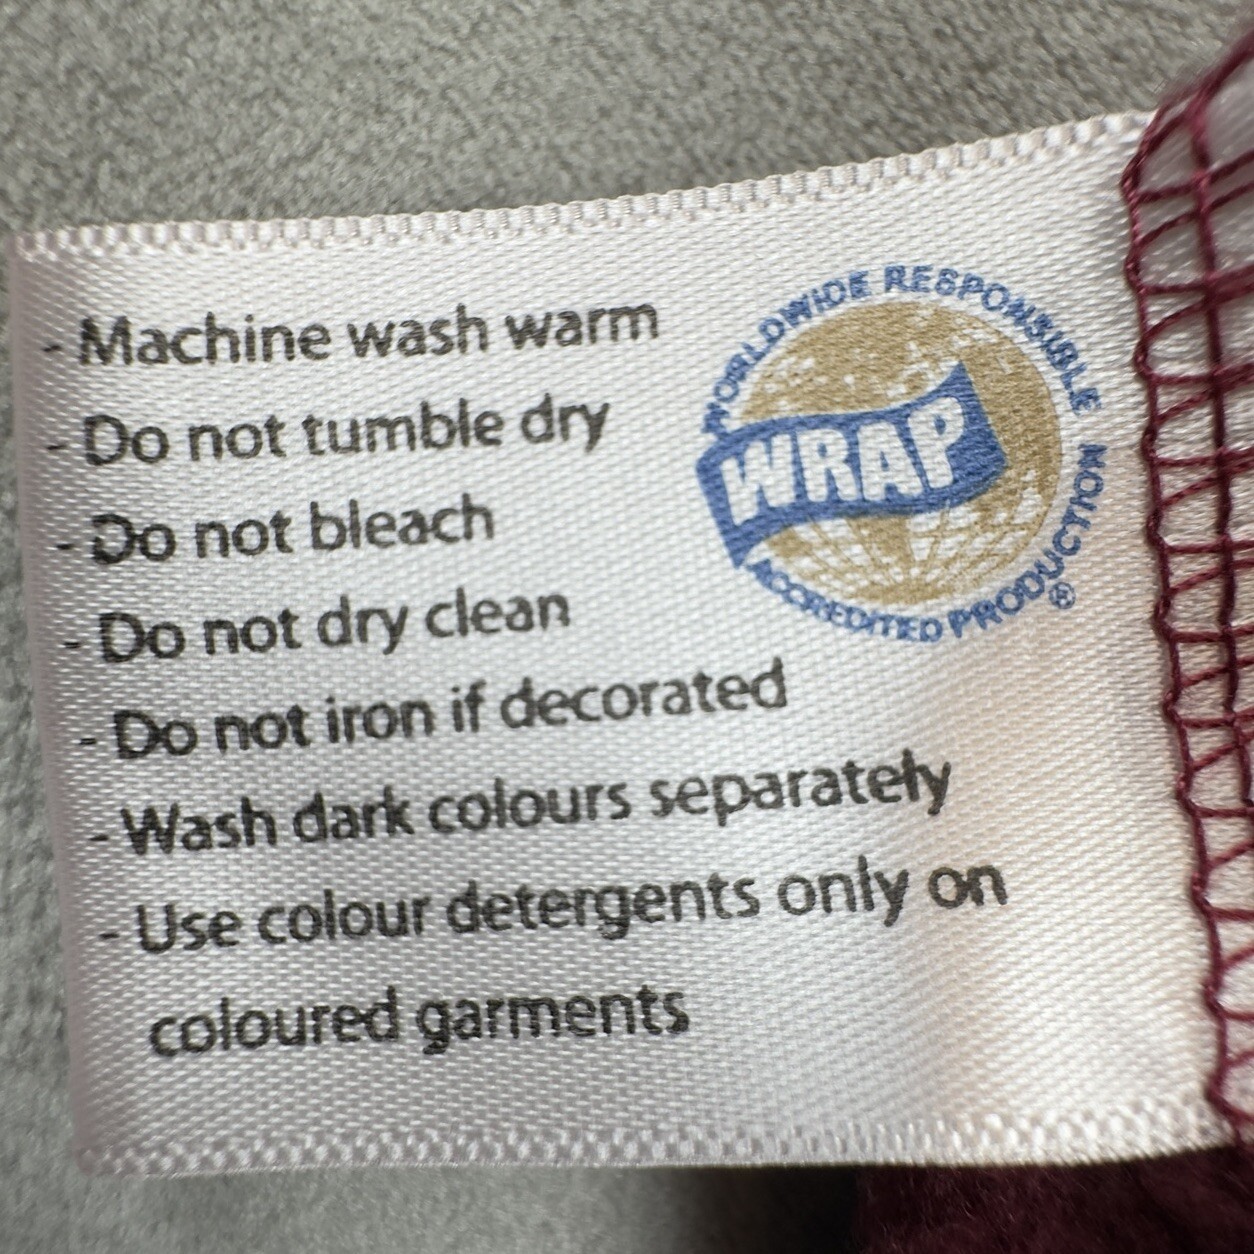 - Machine wash warm
- Do not tumble dry
- Do not bleach
- Do not dry clean
- Do not iron if decorated
- Wash dark colours separately
- Use colour detergents only on
coloured garments
WORLDWIDE RESPONSIBLE
WRAP
ACCREDITED PRODUCTION
®